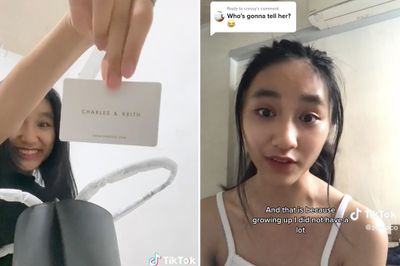 CHARLES & KEITH
TikTok
Reply to cressy's comment
Who's gonna tell her?
😂
And that is because
growing up I did not have a
lot
TikTok